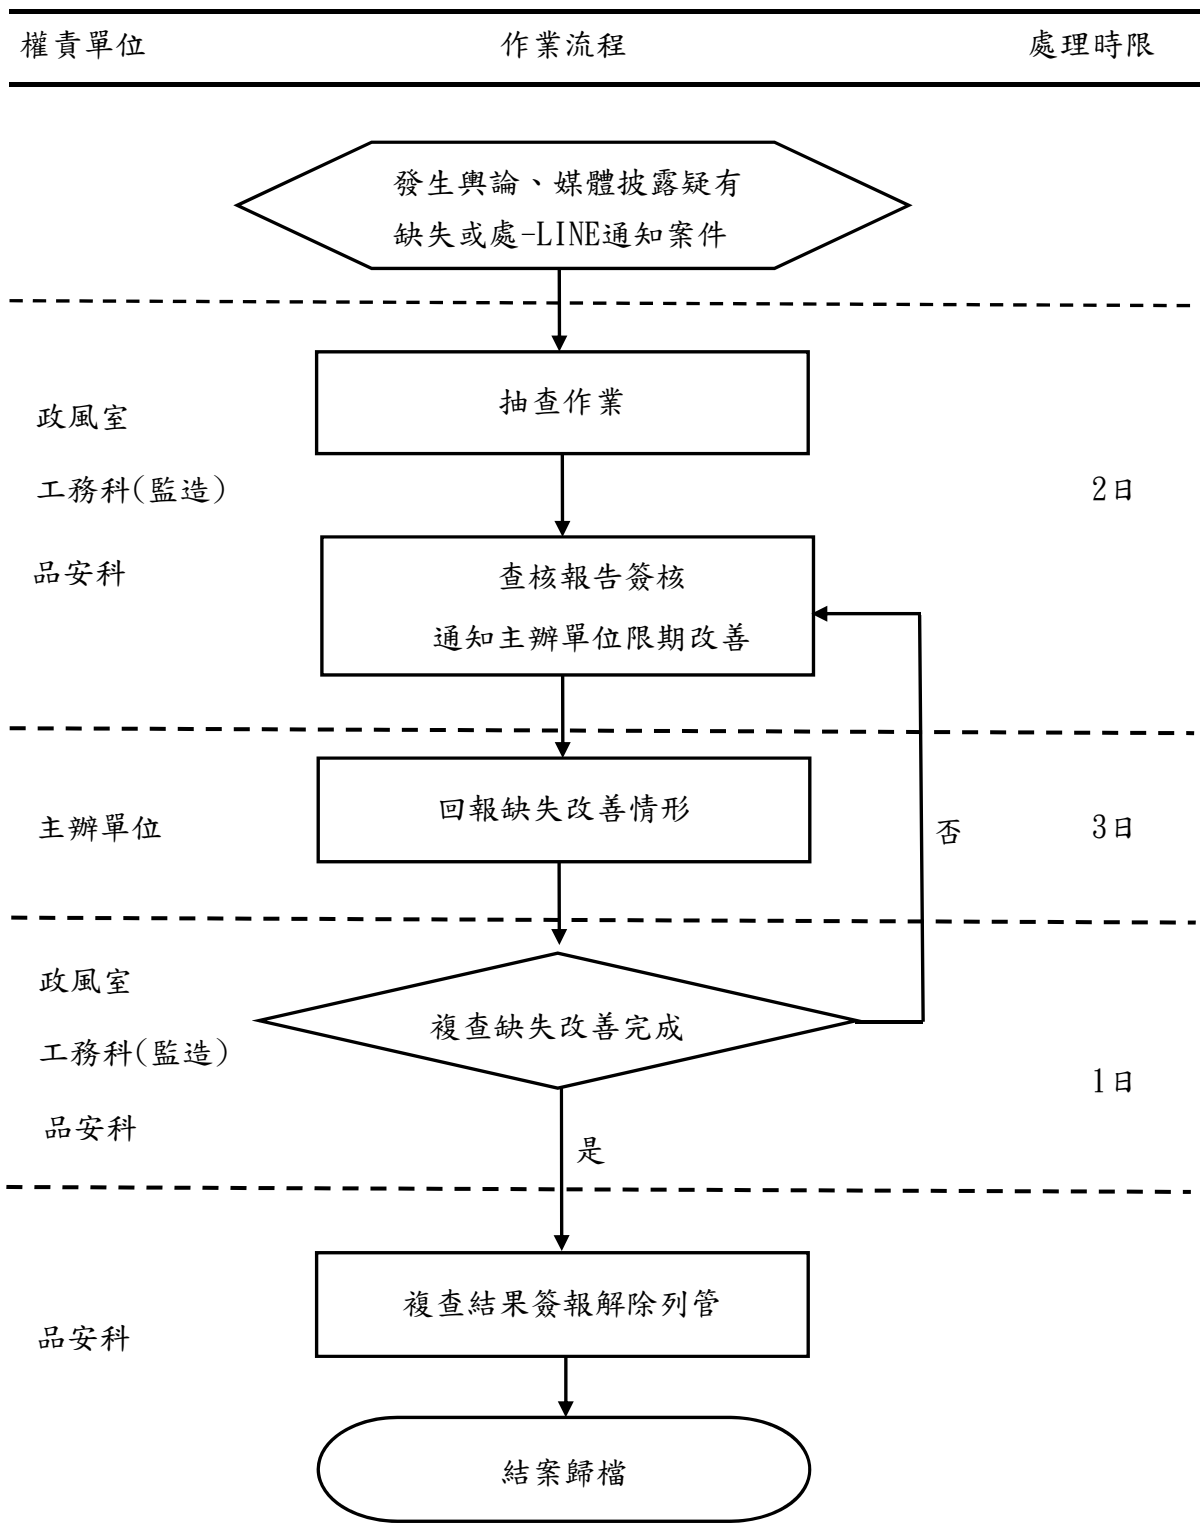 權責單位
作業流程
處理時限
發生輿論、媒體披露疑有
缺失或處-LINE通知案件
抽查作業
政風室
工務科(監造)
2日
品安科
查核報告簽核
通知主辦單位限期改善
回報缺失改善情形
主辦單位
否
3日
政風室
複查缺失改善完成
工務科(監造)
1日
品安科
是
複查結果簽報解除列管
品安科
結案歸檔